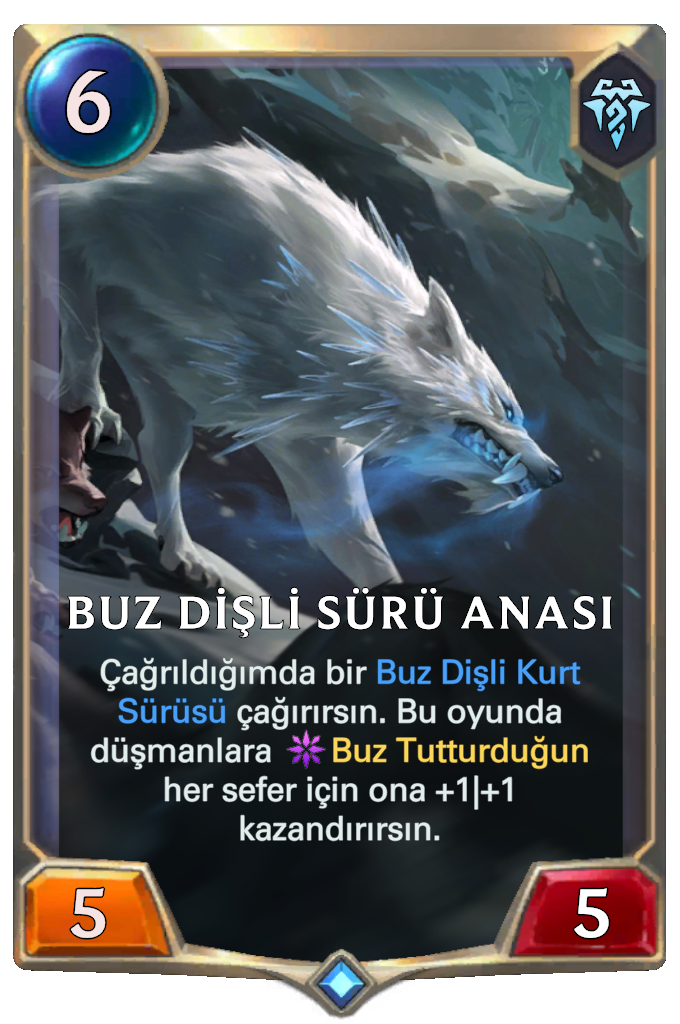 6
BUZ DİŞLİ SÜRÜ ANASI
Çağrıldığımda bir Buz Dişli Kurt
Sürüsü çağırırsın. Bu oyunda
düşmanlara Buz Tutturduğun
her sefer için ona +1|+1
kazandırırsın.
5
5